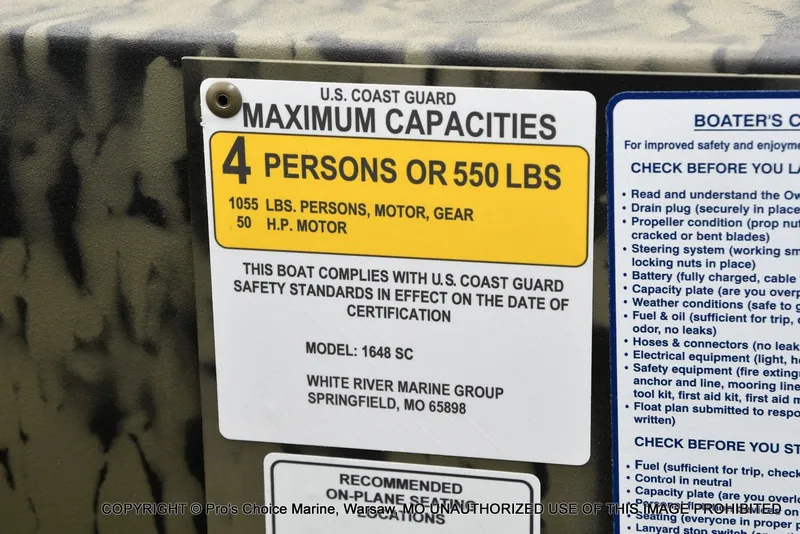 U.S. COAST GUARD
MAXIMUM CAPACITIES
4 PERSONS OR 550 LBS
1055 LBS. PERSONS, MOTOR, GEAR
50 H.P. MOTOR
THIS BOAT COMPLIES WITH U.S. COAST GUARD
SAFETY STANDARDS IN EFFECT ON THE DATE OF
CERTIFICATION
MODEL: 1648 SC
WHITE RIVER MARINE GROUP
SPRINGFIELD, MO 65898
RECOMMENDED
ON-PLANE SEATING
LOCATIONS
BOATER'S C
For improved safety and enjoyme
CHECK BEFORE YOU LA
• Read and understand the Ow
• Drain plug (securely in place
• Propeller condition (prop nut
cracked or bent blades)
• Steering system (working sm
locking nuts in place)
• Battery (fully charged, cable
• Capacity plate (are you overp
• Weather conditions (safe to g
• Fuel & oil (sufficient for trip, c
odor, no leaks)
• Hoses & connectors (no leak
• Electrical equipment (light, h
• Safety equipment (fire exting
anchor and line, mooring line
tool kit, first aid kit, first aid m
• Float plan submitted to respo
written)
CHECK BEFORE YOU ST
• Fuel (sufficient for trip, check
• Control in neutral
• Capacity plate (are you overlo
• Seating (everyone in proper p
• Lanyard stop switch
COPYRIGHT © Pro's Choice Marine, Warsaw, MO UNAUTHORIZED USE OF THIS IMAGE PROHIBITED